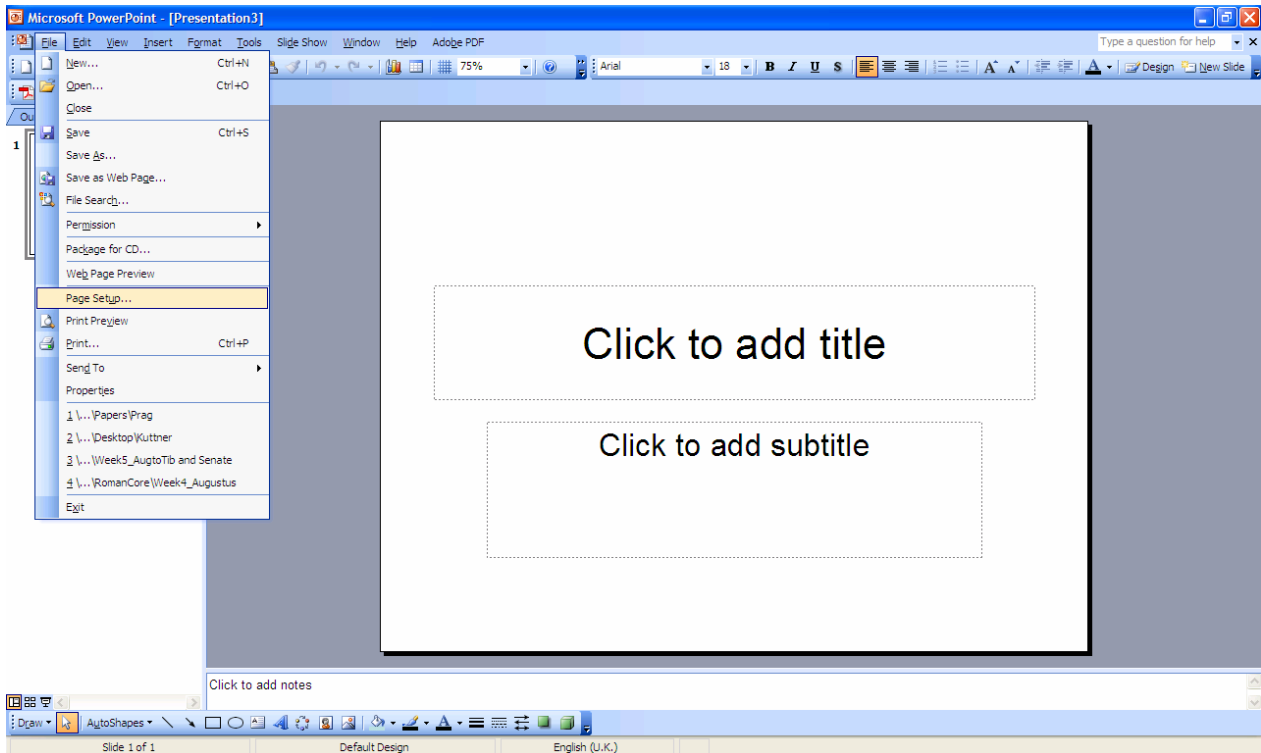 Microsoft PowerPoint - [Presentation3]
File Edit View Insert Format Tools Slide Show Window Help Adobe PDF Type a question for help
75% Arial 18 B I U S A A A Design New Slide
New... Ctrl+N
Open... Ctrl+O
Close
Save Ctrl+S
Save As...
Save as Web Page...
File Search...
Permission
Package for CD...
Web Page Preview
Page Setup...
Print Preview
Print... Ctrl+P
Send To
Properties
1 \...\Papers\Prag
2 \...\Desktop\Kuttner
3 \...\Week5_AugtoTib and Senate
4 \...\RomanCore\Week4_Augustus
Exit
Ou
1
Click to add title
Click to add subtitle
Click to add notes
Draw AutoShapes A A
Slide 1 of 1 Default Design English (U.K.)